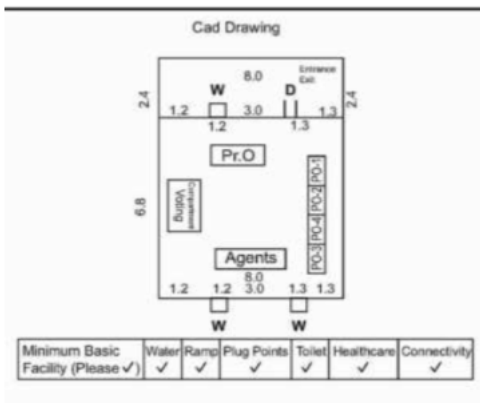 Cad Drawing
8.0
Entrance
Exit
W
D
2.4
2.4
1.2
3.0
1.3
1.2
1.3
Pr.O
PO-1
PO-2
PO-4
PO-3
Voting
Compartment
6.8
Agents
8.0
1.2
1.2
3.0
1.3
1.3
W
W
Minimum Basic Facility (Please ✓) Water Ramp Plug Points Toilet Healthcare Connectivity
✓ ✓ ✓ ✓ ✓ ✓